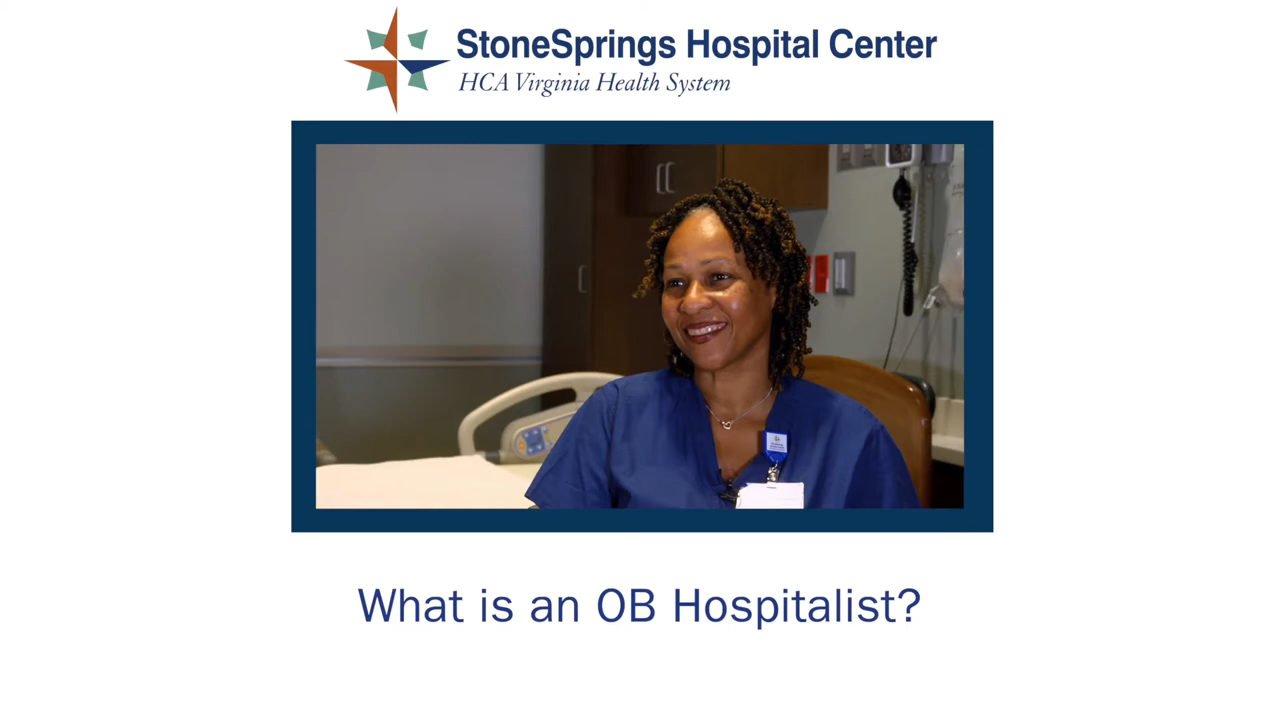 StoneSprings Hospital Center
HCA Virginia Health System
What is an OB Hospitalist?